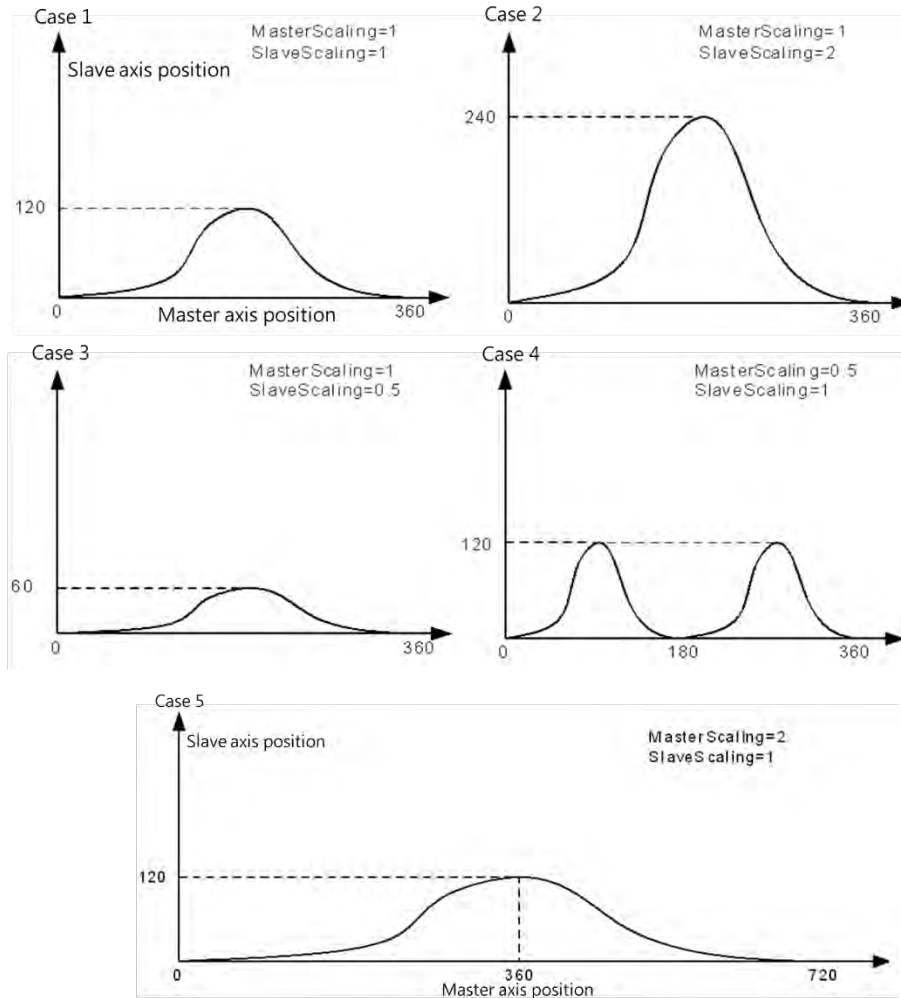 Case 1
MasterScaling=1
SlaveScaling=1
Slave axis position
120
0
Master axis position
360
Case 2
MasterScaling=1
SlaveScaling=2
240
0
360
Case 3
MasterScaling=1
SlaveScaling=0.5
60
0
360
Case 4
MasterScaling=0.5
SlaveScaling=1
120
0
180
360
Case 5
Slave axis position
MasterScaling=2
SlaveScaling=1
120
0
360
720
Master axis position